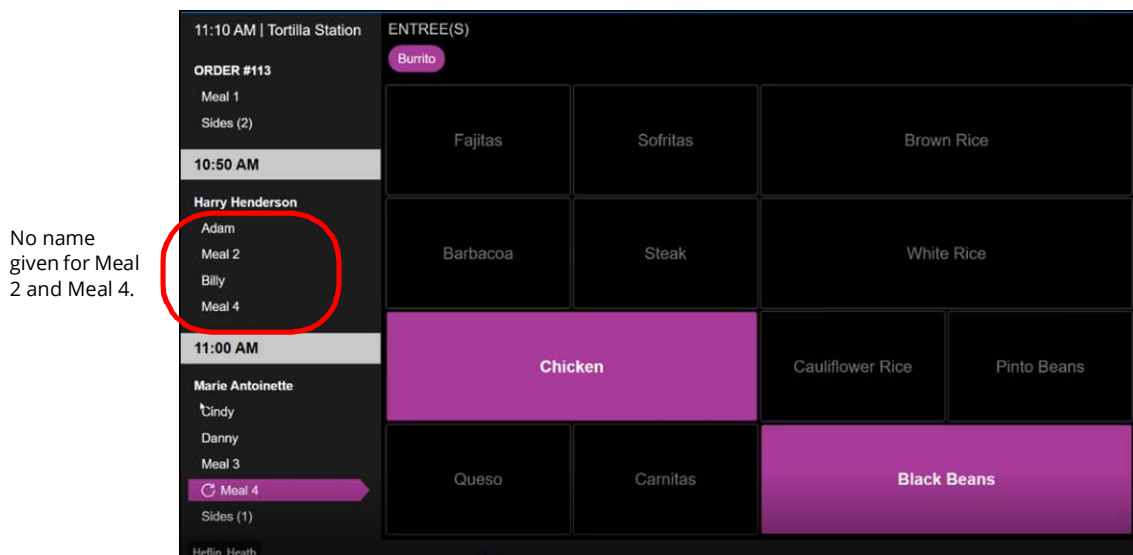 No name
given for Meal
2 and Meal 4.
11:10 AM | Tortilla Station
ORDER #113
Meal 1
Sides (2)
10:50 AM
Harry Henderson
Adam
Meal 2
Billy
Meal 4
11:00 AM
Marie Antoinette
Cindy
Danny
Meal 3
Meal 4
Sides (1)
Heflin, Heath
ENTREE(S)
Burrito
Fajitas
Sofritas
Brown Rice
Barbacoa
Steak
White Rice
Chicken
Cauliflower Rice
Pinto Beans
Queso
Carnitas
Black Beans